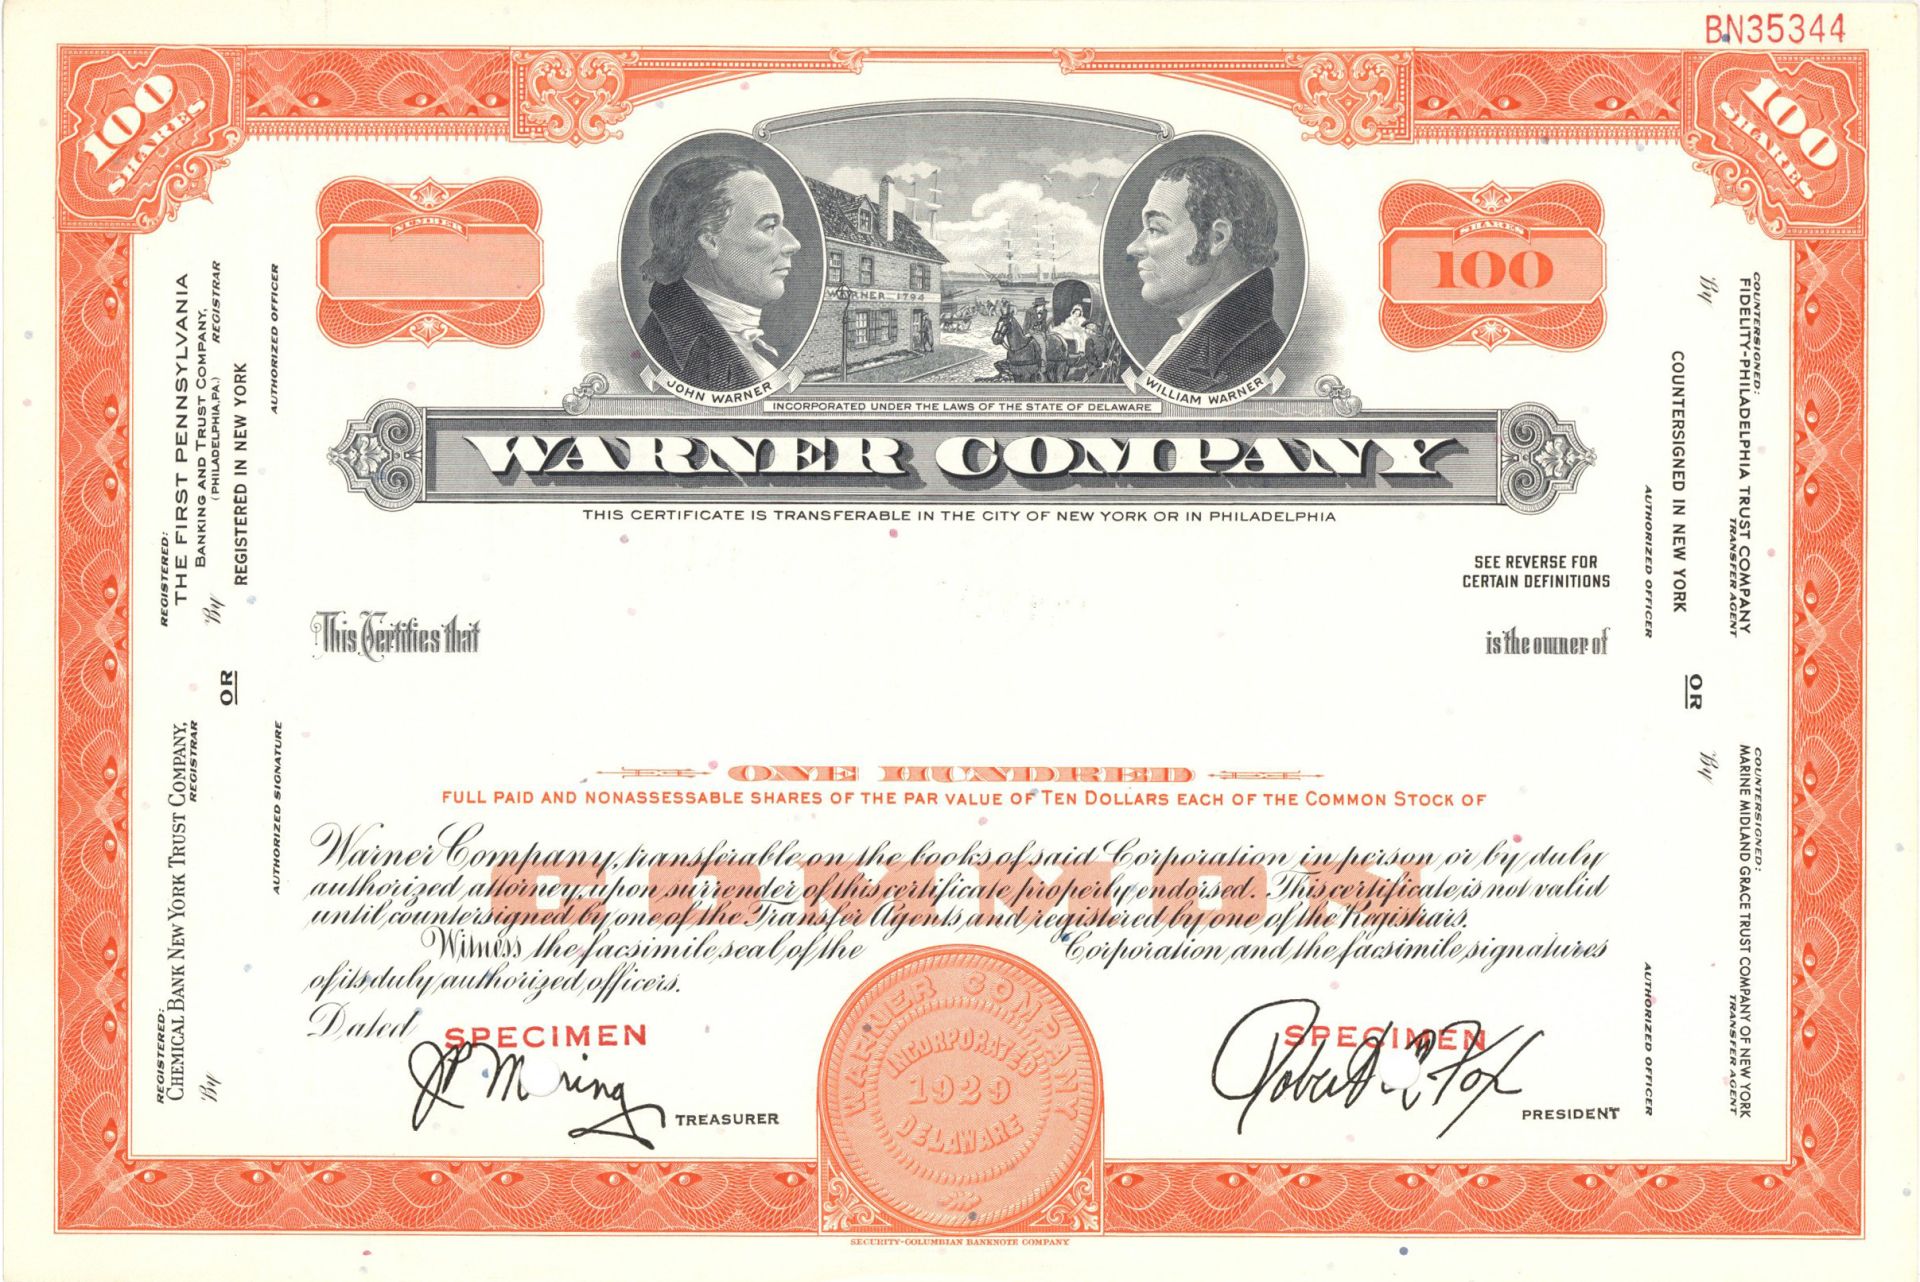 BN35344
100
SHARES
100
SHARES
NUMBER
SHARES
100
WARNER 1794
JOHN WARNER
WILLIAM WARNER
INCORPORATED UNDER THE LAWS OF THE STATE OF DELAWARE
WARNER COMPANY
THIS CERTIFICATE IS TRANSFERABLE IN THE CITY OF NEW YORK OR IN PHILADELPHIA
SEE REVERSE FOR
CERTAIN DEFINITIONS
This Certifies that
is the owner of
ONE HUNDRED
FULL PAID AND NONASSESSABLE SHARES OF THE PAR VALUE OF TEN DOLLARS EACH OF THE COMMON STOCK OF
COMMON
Warner Company, transferable on the books of said Corporation in person or by duly
authorized attorney, upon surrender of this certificate properly endorsed. This certificate is not valid
until countersigned by one of the Transfer Agents and registered by one of the Registrars.
Witness the facsimile seal of the Corporation and the facsimile signatures
of its duly authorized officers.
Dated
SPECIMEN
SPECIMEN
TREASURER
Robert Fox
PRESIDENT
WARNER COMPANY
INCORPORATED
1929
DELAWARE
SECURITY-COLUMBIAN BANKNOTE COMPANY
REGISTERED:
THE FIRST PENNSYLVANIA
BANKING AND TRUST COMPANY,
(PHILADELPHIA, PA.) REGISTRAR
By
REGISTERED IN NEW YORK
AUTHORIZED OFFICER
OR
REGISTERED:
CHEMICAL BANK NEW YORK TRUST COMPANY,
REGISTRAR
By
AUTHORIZED SIGNATURE
COUNTERSIGNED:
FIDELITY-PHILADELPHIA TRUST COMPANY
TRANSFER AGENT
By
COUNTERSIGNED IN NEW YORK
AUTHORIZED OFFICER
OR
COUNTERSIGNED:
MARINE MIDLAND GRACE TRUST COMPANY OF NEW YORK
TRANSFER AGENT
By
AUTHORIZED OFFICER